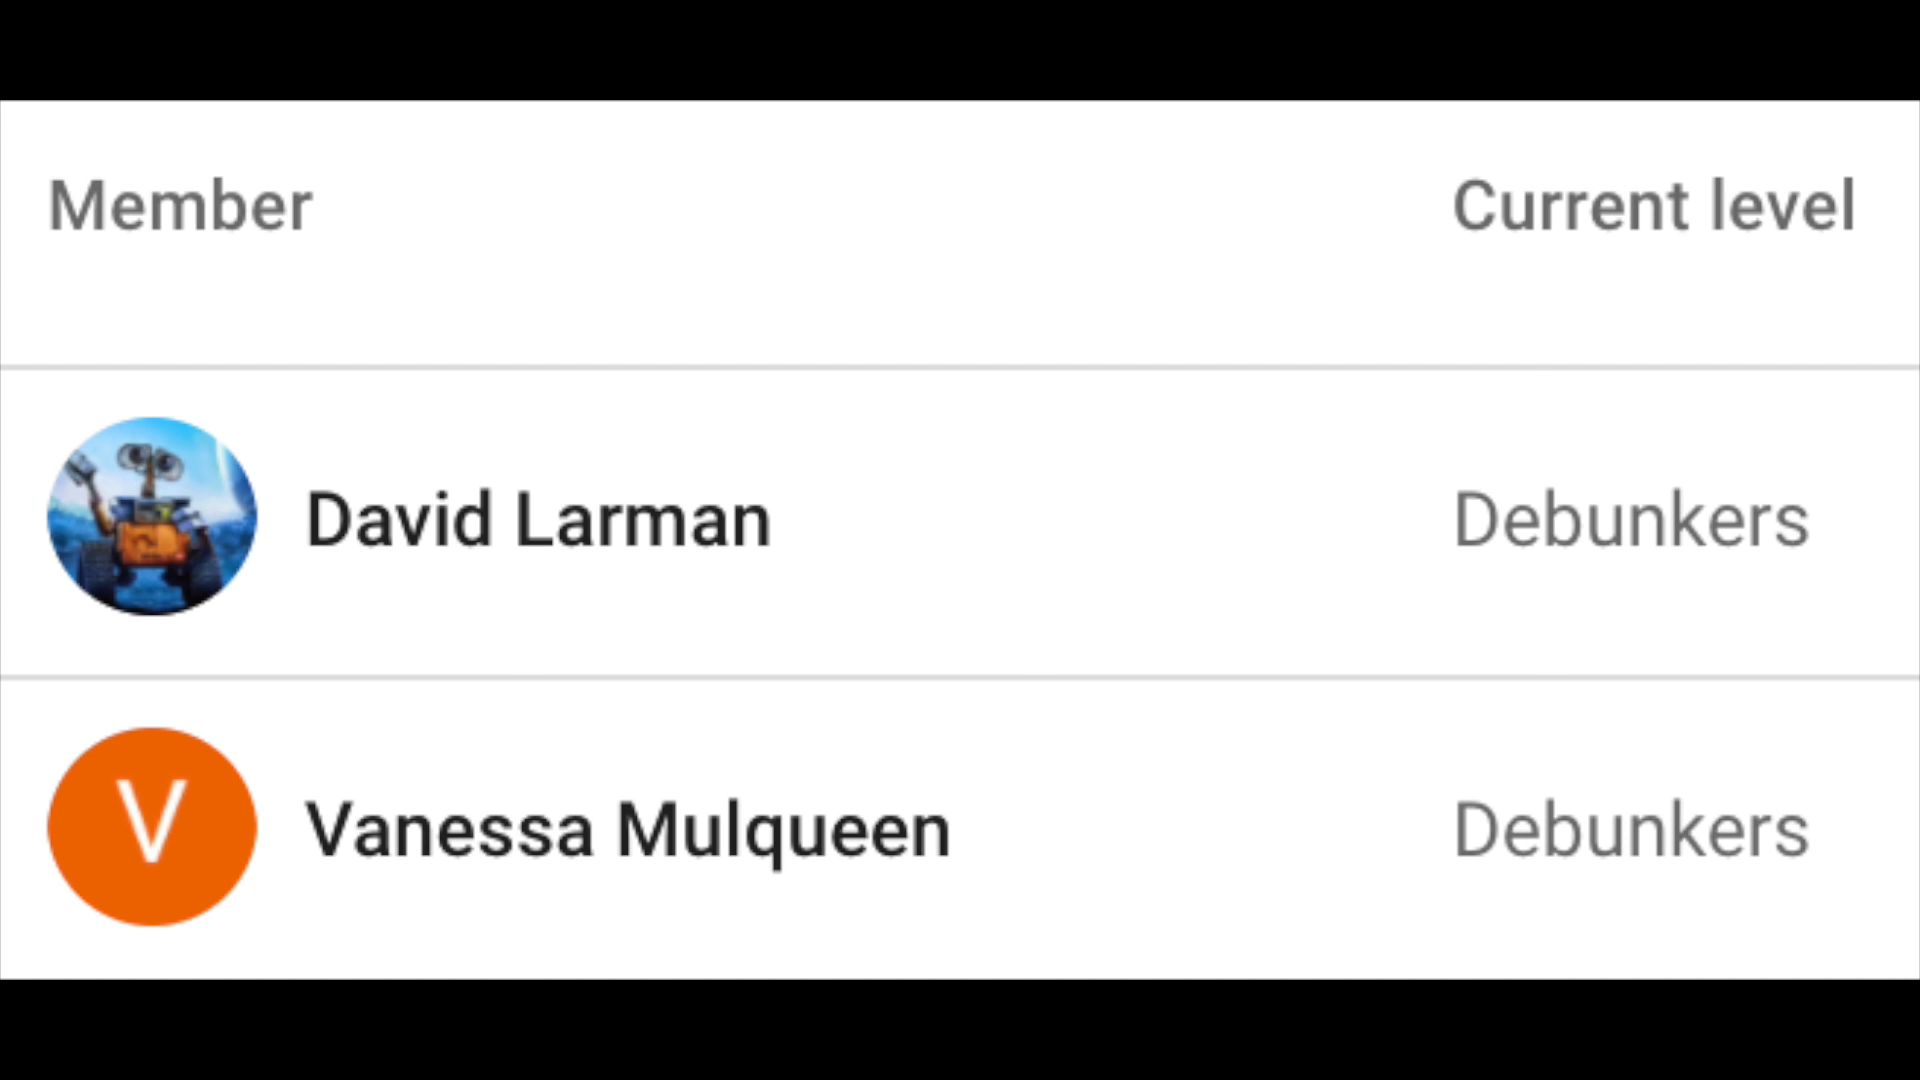 Member Current level
David Larman Debunkers
V
Vanessa Mulqueen Debunkers